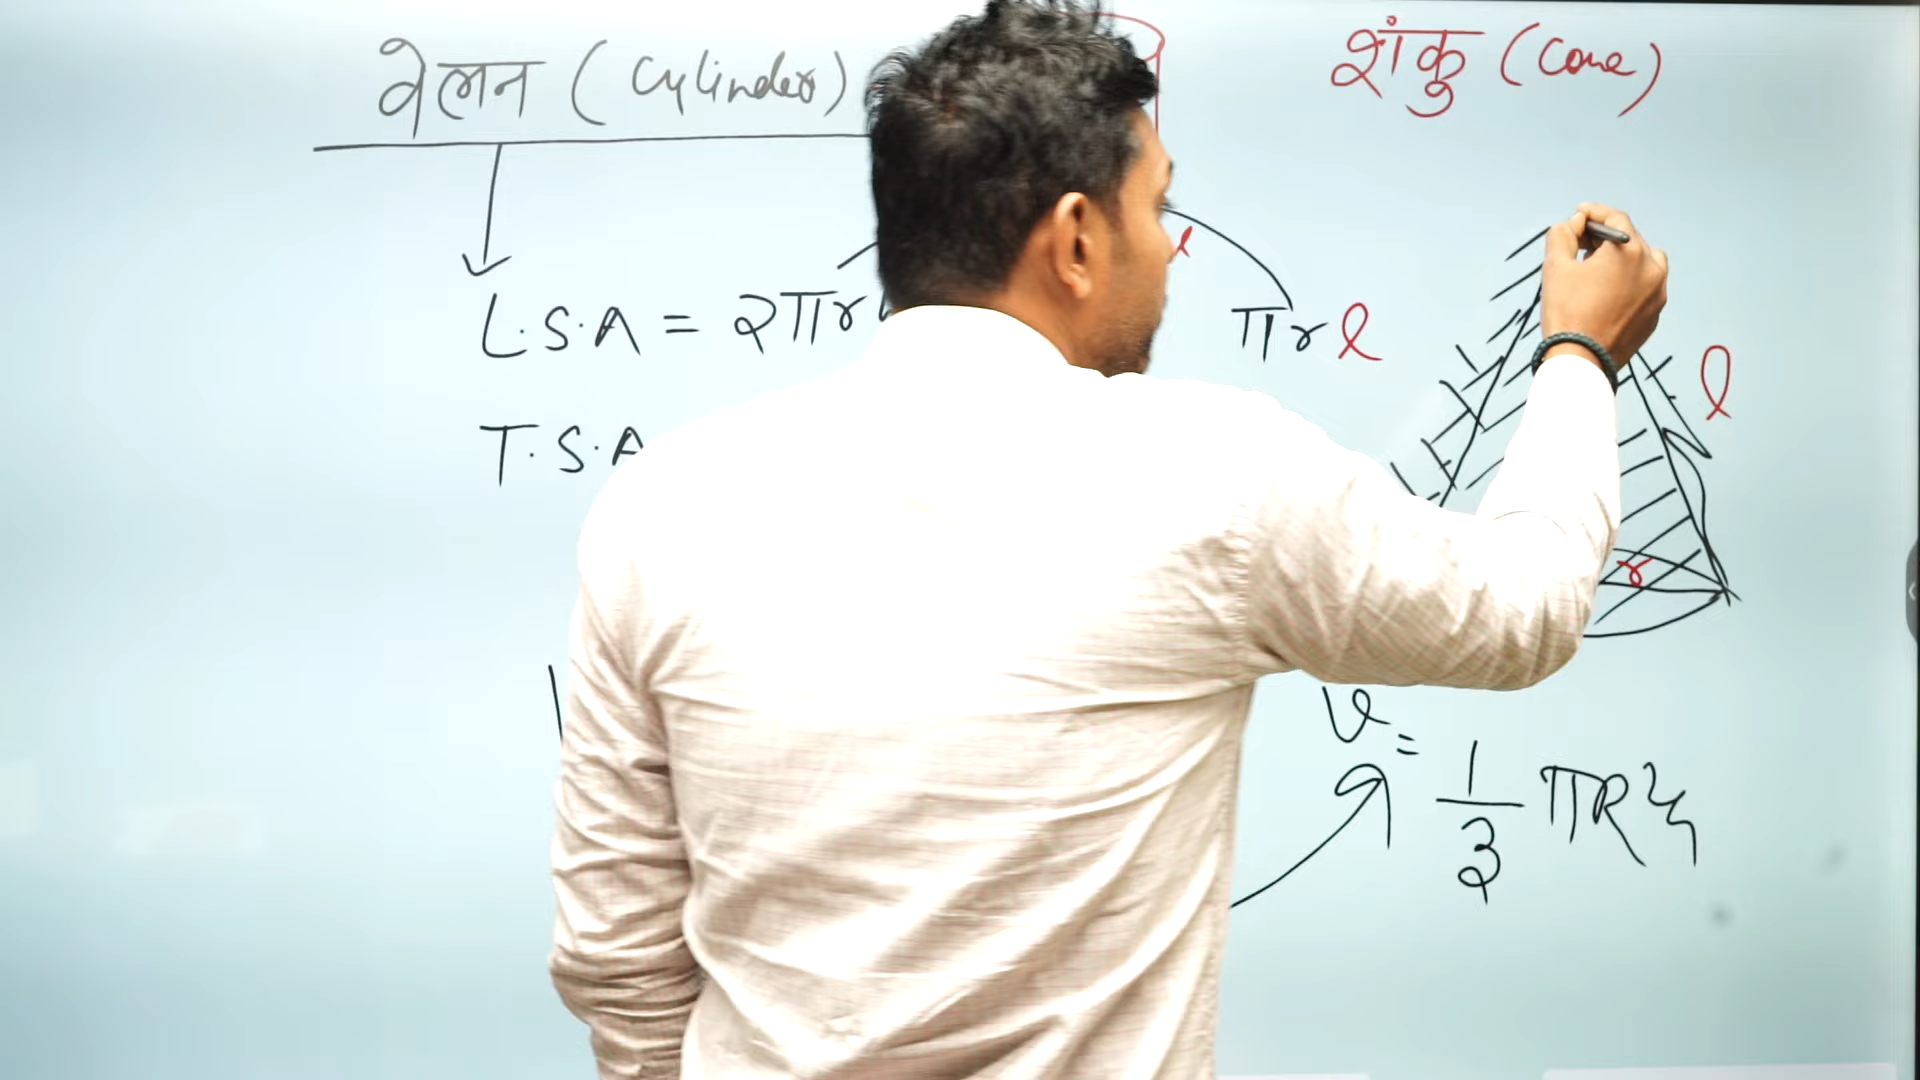 वेलन (Cylinder)
शंकु (Cone)
L.S.A = 2πr
l
πrl
l
T.S.A
r
V = 1/3 πR²h